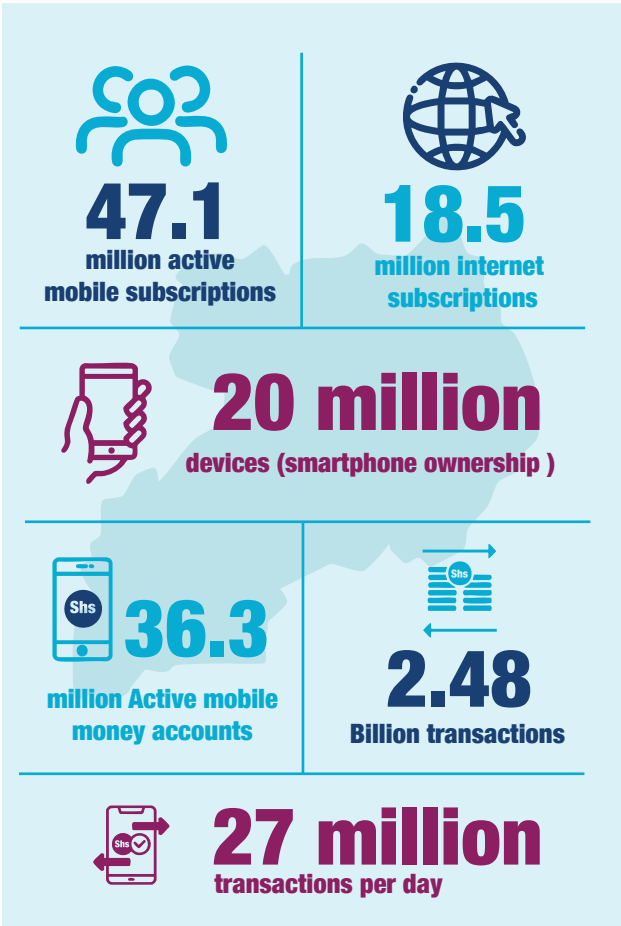 47.1
million active
mobile subscriptions
18.5
million internet
subscriptions
20 million
devices (smartphone ownership )
Shs
36.3
million Active mobile
money accounts
Shs
2.48
Billion transactions
Shs
27 million
transactions per day